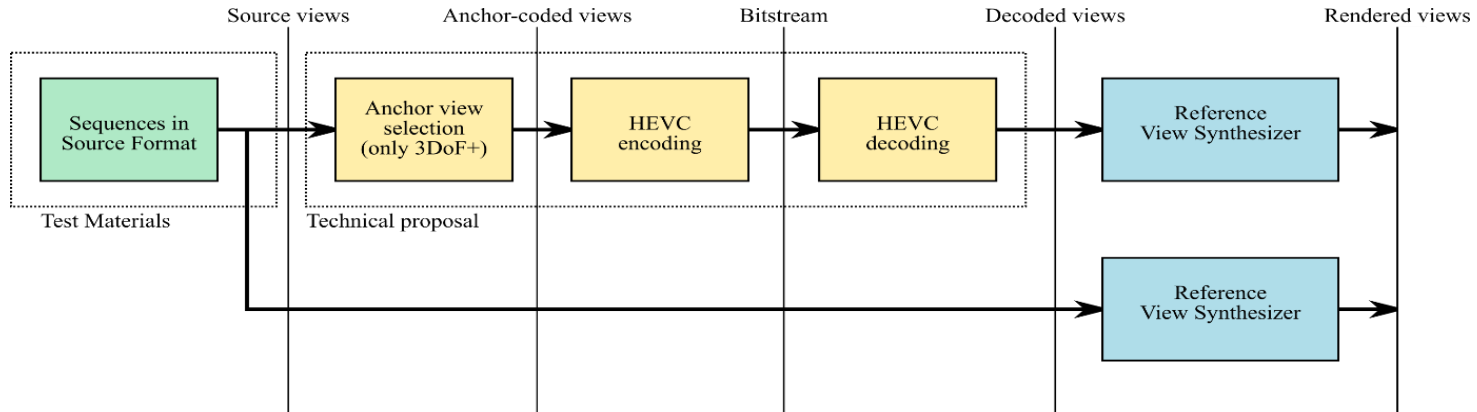 Source views
Anchor-coded views
Bitstream
Decoded views
Rendered views
Sequences in
Source Format
Anchor view
selection
(only 3DoF+)
HEVC
encoding
HEVC
decoding
Reference
View Synthesizer
Test Materials
Technical proposal
Reference
View Synthesizer